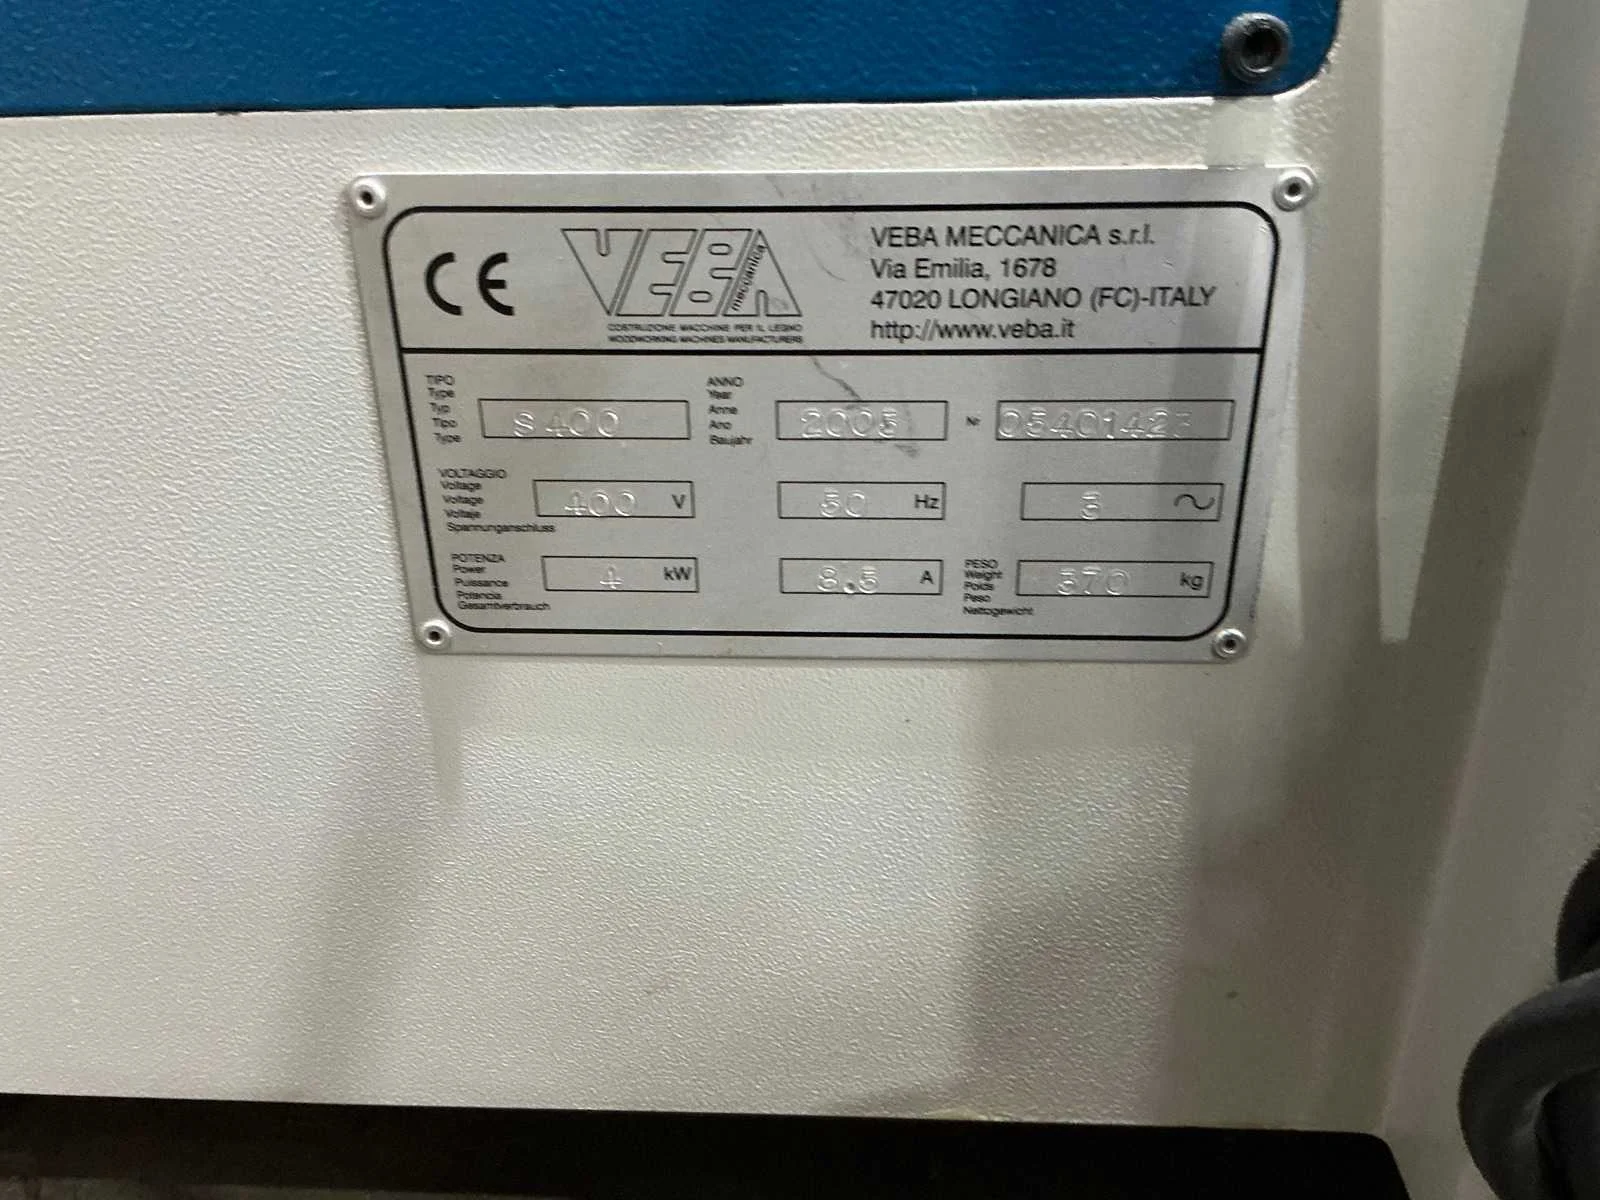 CE
VEBA
meccanica
COSTRUZIONE MACCHINE PER IL LEGNO
WOODWORKING MACHINES MANUFACTURERS
VEBA MECCANICA s.r.l.
Via Emilia, 1678
47020 LONGIANO (FC)-ITALY
http://www.veba.it
TIPO
Type
Typ
Tipo
Type
S 400
ANNO
Year
Anne
Ano
Baujahr
2005
Nr
VOLTAGGIO
Voltage
Voltage
Voltaje
Spannunganschluss
400 V
50 Hz
3 ~
POTENZA
Power
Puissance
Potencia
Gesamtverbrauch
4 kW
8.5 A
PESO
Weight
Poids
Peso
Nettogewicht
kg